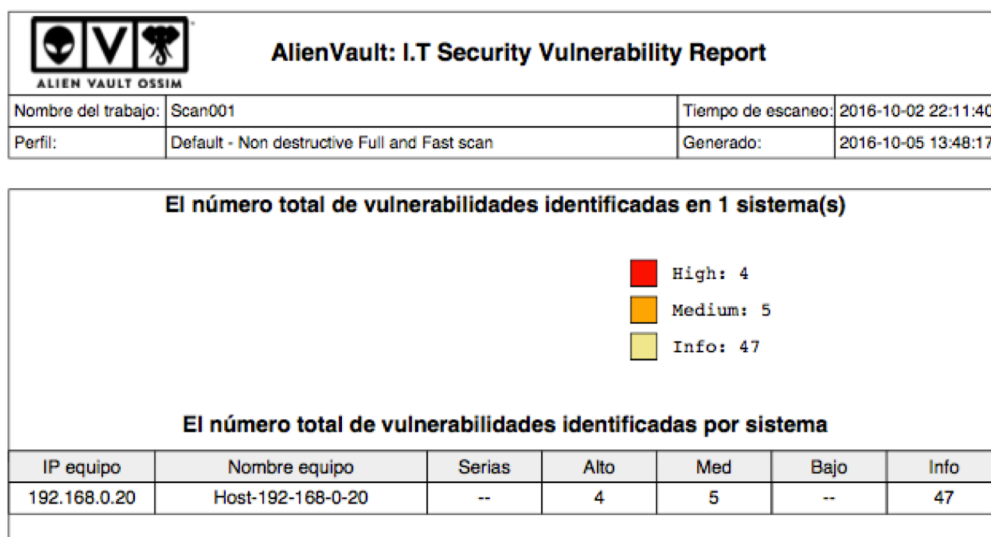 ALIEN VAULT OSSIM
AlienVault: I.T Security Vulnerability Report
Nombre del trabajo: Scan001 Tiempo de escaneo: 2016-10-02 22:11:40
Perfil: Default - Non destructive Full and Fast scan Generado: 2016-10-05 13:48:17
El número total de vulnerabilidades identificadas en 1 sistema(s)
High: 4
Medium: 5
Info: 47
El número total de vulnerabilidades identificadas por sistema
IP equipo Nombre equipo Serias Alto Med Bajo Info
192.168.0.20 Host-192-168-0-20 -- 4 5 -- 47